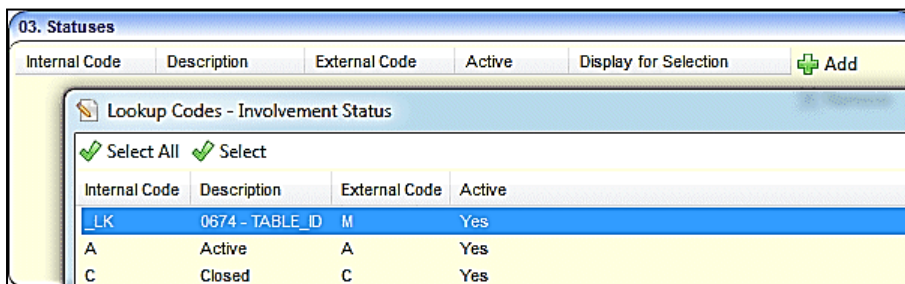 03. Statuses
Internal Code Description External Code Active Display for Selection Add
Lookup Codes - Involvement Status
Select All Select
Internal Code Description External Code Active
_LK 0674 - TABLE_ID M Yes
A Active A Yes
C Closed C Yes